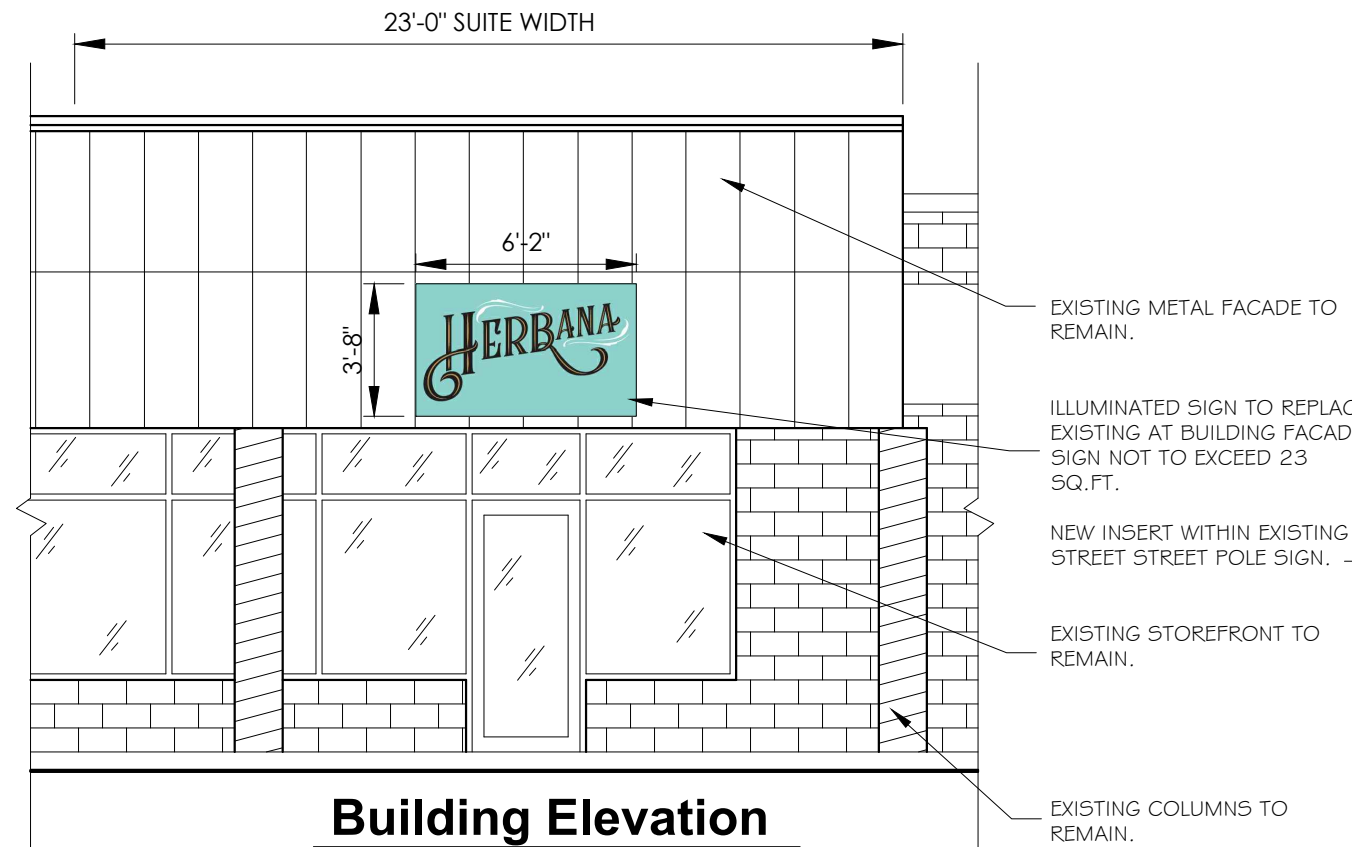 23'-0" SUITE WIDTH
6'-2"
3'-8"
HERBANA
EXISTING METAL FACADE TO
REMAIN.
ILLUMINATED SIGN TO REPLAC
EXISTING AT BUILDING FACAD
SIGN NOT TO EXCEED 23
SQ.FT.
NEW INSERT WITHIN EXISTING
STREET STREET POLE SIGN.
EXISTING STOREFRONT TO
REMAIN.
EXISTING COLUMNS TO
REMAIN.
Building Elevation